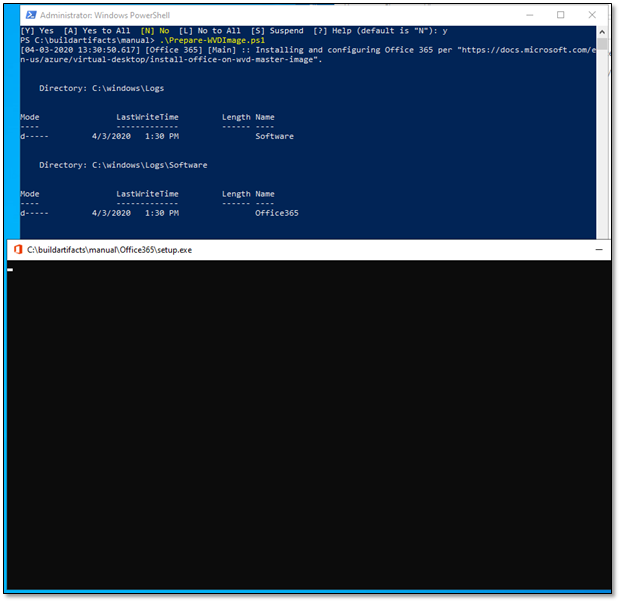 Administrator: Windows PowerShell
[Y] Yes  [A] Yes to All  [N] No  [L] No to All  [S] Suspend  [?] Help (default is "N"): y
PS C:\buildartifacts\manual> .\Prepare-WVDImage.ps1
[04-03-2020 13:30:50.617] [Office 365] [Main] :: Installing and configuring Office 365 per "https://docs.microsoft.com/e
n-us/azure/virtual-desktop/install-office-on-wvd-master-image".
Directory: C:\windows\Logs
Mode                LastWriteTime         Length Name
----                -------------         ------ ----
d-----         4/3/2020   1:30 PM                Software
Directory: C:\windows\Logs\Software
Mode                LastWriteTime         Length Name
----                -------------         ------ ----
d-----         4/3/2020   1:30 PM                Office365
C:\buildartifacts\manual\Office365\setup.exe